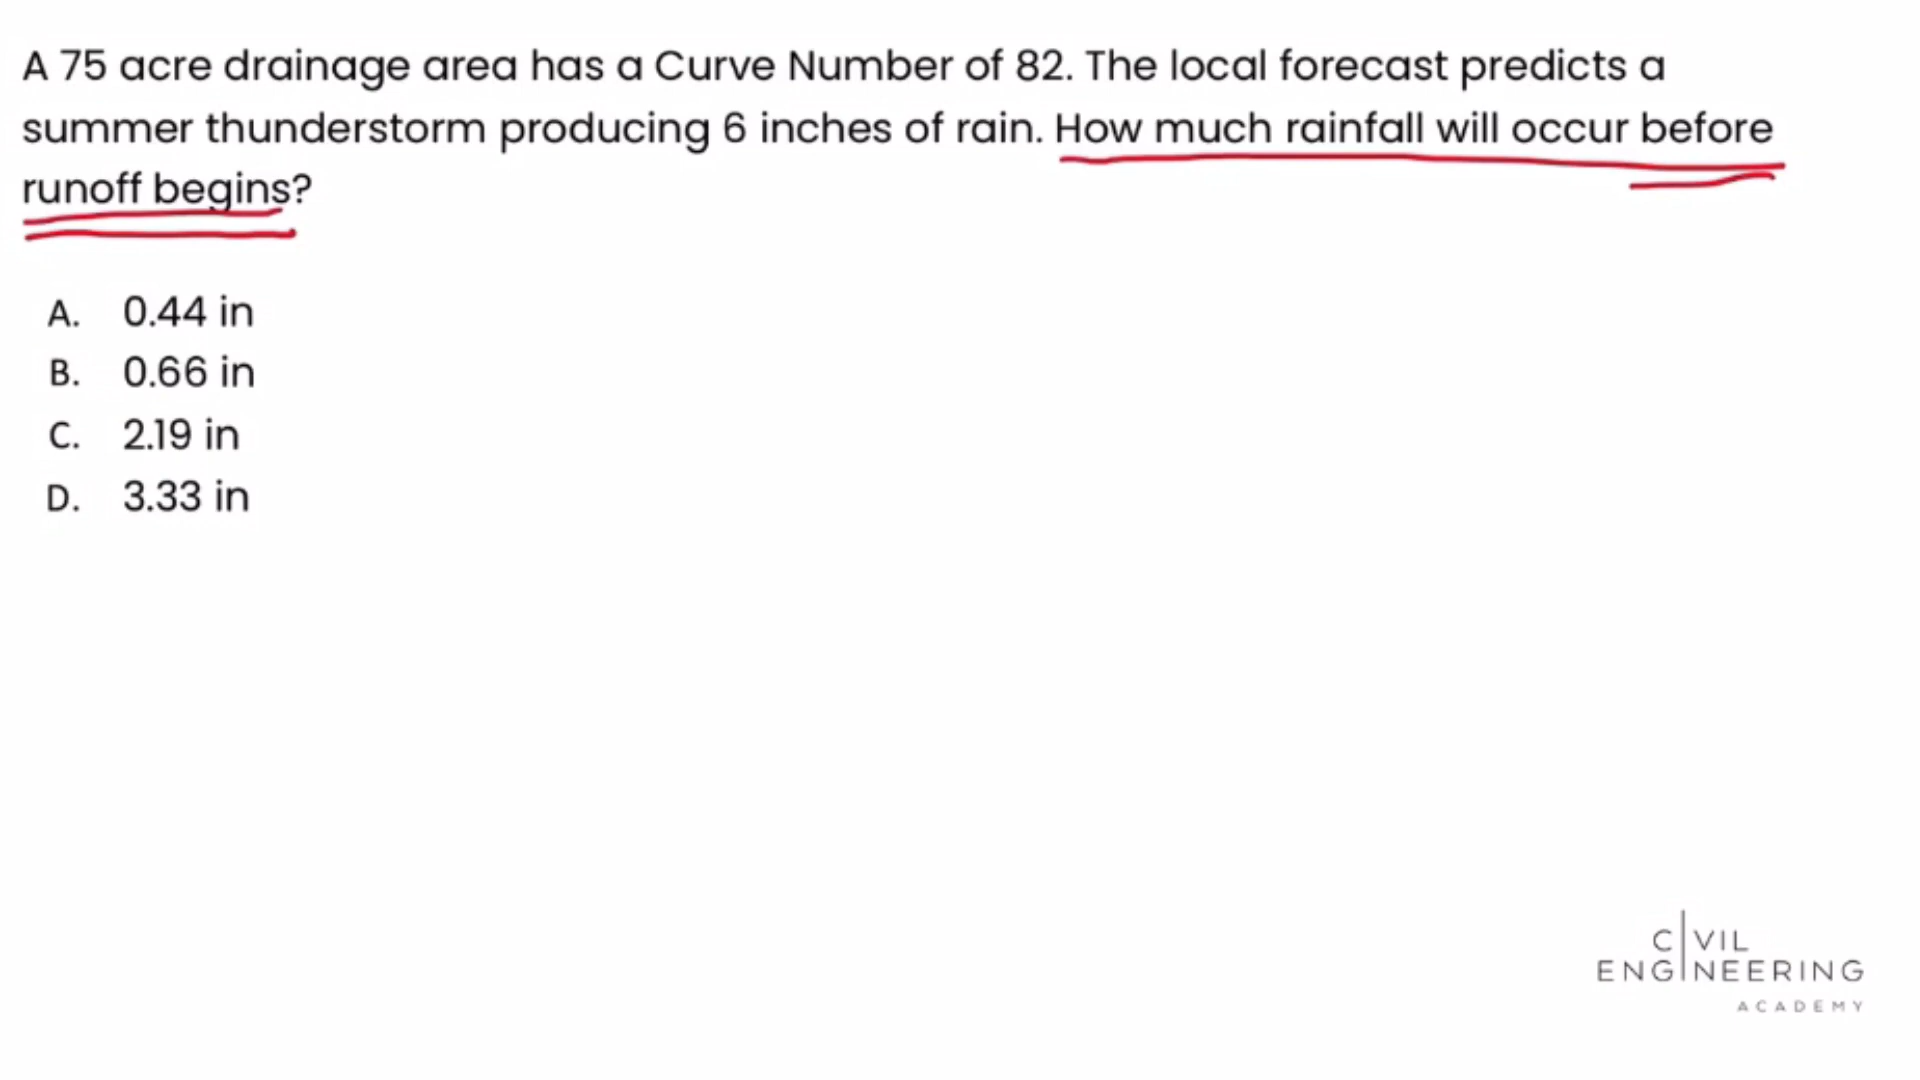 A 75 acre drainage area has a Curve Number of 82. The local forecast predicts a
summer thunderstorm producing 6 inches of rain. How much rainfall will occur before
runoff begins?
A. 0.44 in
B. 0.66 in
C. 2.19 in
D. 3.33 in
CIVIL
ENGINEERING
ACADEMY